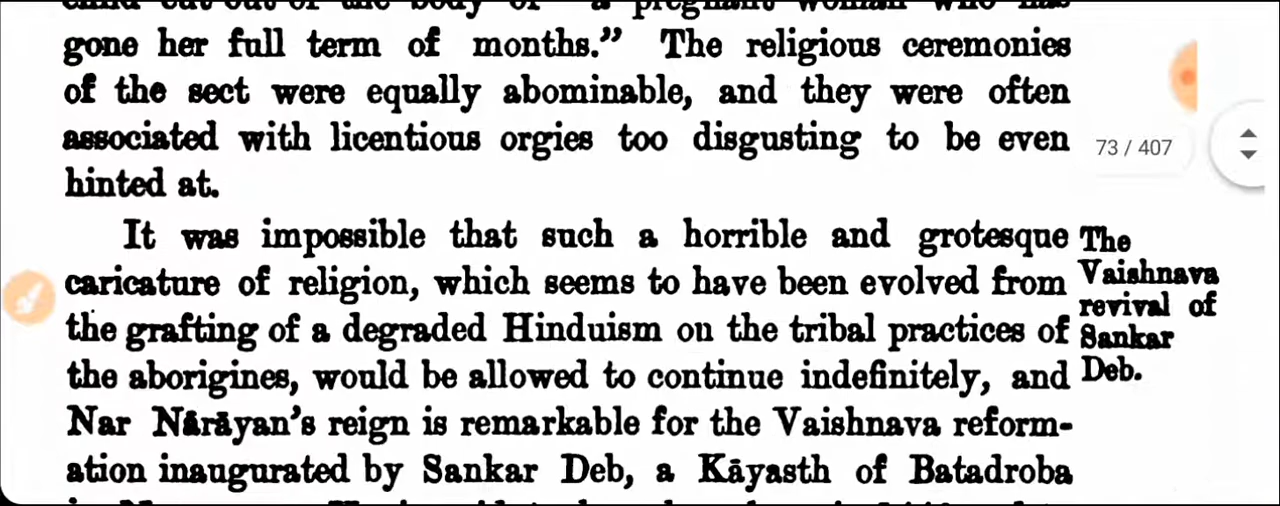 gone her full term of months.” The religious ceremonies
of the sect were equally abominable, and they were often
associated with licentious orgies too disgusting to be even
hinted at.
It was impossible that such a horrible and grotesque
caricature of religion, which seems to have been evolved from
the grafting of a degraded Hinduism on the tribal practices of
the aborigines, would be allowed to continue indefinitely, and
Nar Nārāyan’s reign is remarkable for the Vaishnava reform-
ation inaugurated by Sankar Deb, a Kāyasth of Batadroba
The
Vaishnava
revival of
Sankar
Deb.
73 / 407